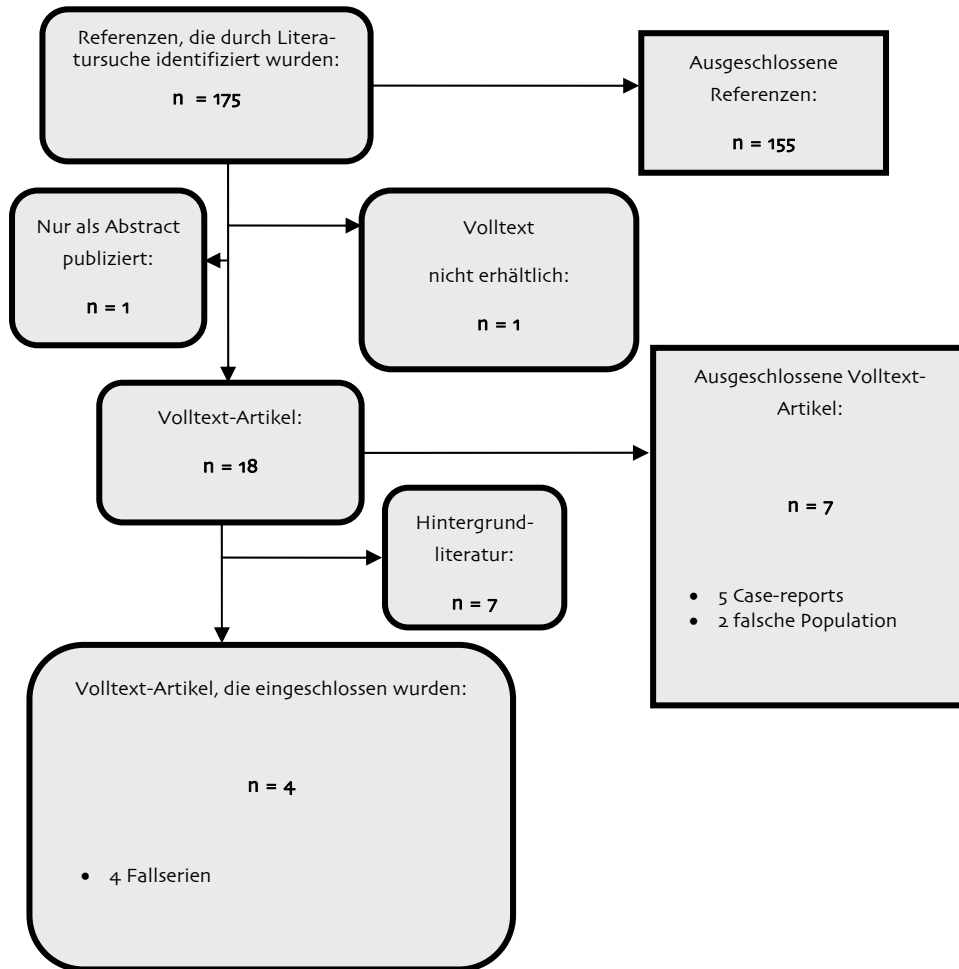 Referenzen, die durch Litera-
tursuche identifiziert wurden:
n = 175
Ausgeschlossene
Referenzen:
n = 155
Nur als Abstract
publiziert:
n = 1
Volltext
nicht erhältlich:
n = 1
Volltext-Artikel:
n = 18
Ausgeschlossene Volltext-
Artikel:
n = 7
• 5 Case-reports
• 2 falsche Population
Hintergrund-
literatur:
n = 7
Volltext-Artikel, die eingeschlossen wurden:
n = 4
• 4 Fallserien